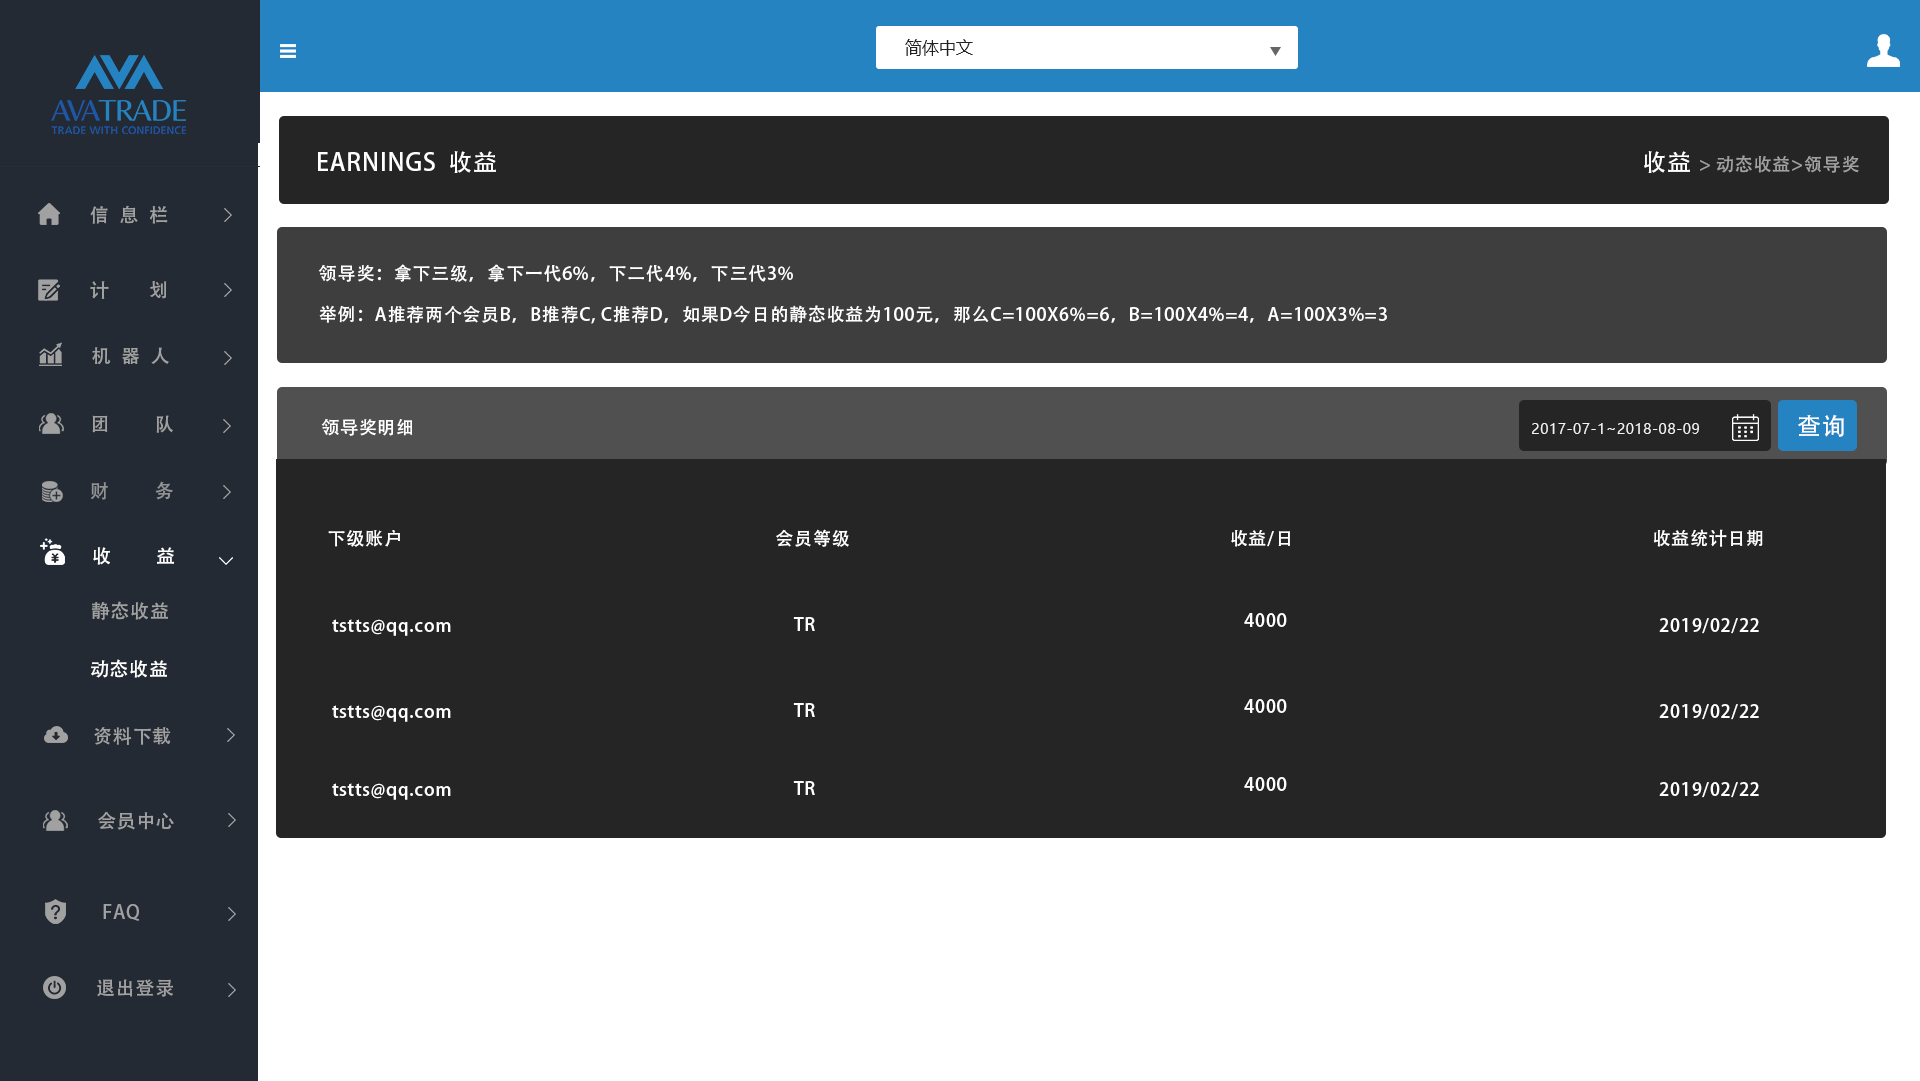 AVATRADE
TRADE WITH CONFIDENCE
简体中文
EARNINGS 收益
收益 > 动态收益>领导奖
信息栏
计划
机器人
团队
财务
收益
静态收益
动态收益
资料下载
会员中心
FAQ
退出登录
领导奖：拿下三级，拿下一代6%，下二代4%，下三代3%
举例：A推荐两个会员B，B推荐C, C推荐D，如果D今日的静态收益为100元，那么C=100X6%=6，B=100X4%=4，A=100X3%=3
领导奖明细
2017-07-1~2018-08-09
查询
下级账户 会员等级 收益/日 收益统计日期
tstts@qq.com TR 4000 2019/02/22
tstts@qq.com TR 4000 2019/02/22
tstts@qq.com TR 4000 2019/02/22